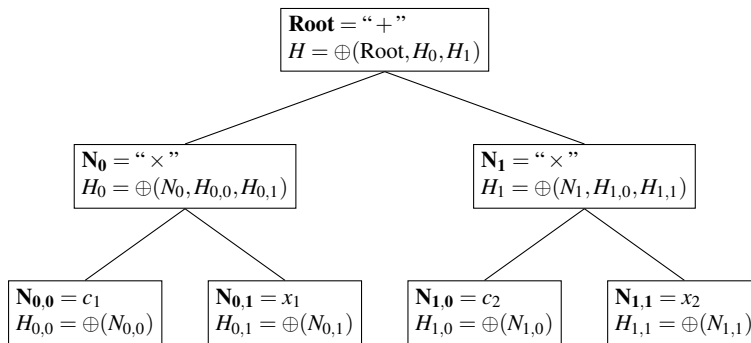 Root = “ + ”
H = ⊕(Root, H₀, H₁)
N₀ = “ × ”
H₀ = ⊕(N₀, H₀,₀, H₀,₁)
N₁ = “ × ”
H₁ = ⊕(N₁, H₁,₀, H₁,₁)
N₀,₀ = c₁
H₀,₀ = ⊕(N₀,₀)
N₀,₁ = x₁
H₀,₁ = ⊕(N₀,₁)
N₁,₀ = c₂
H₁,₀ = ⊕(N₁,₀)
N₁,₁ = x₂
H₁,₁ = ⊕(N₁,₁)